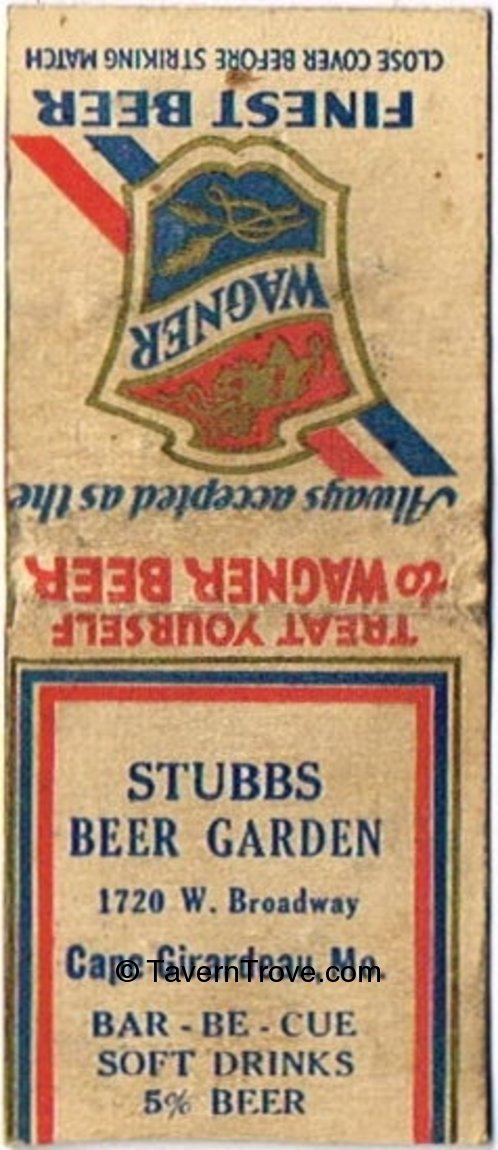 CLOSE COVER BEFORE STRIKING MATCH
FINEST BEER
WAGNER
Always accepted as the
to WAGNER BEER
TREAT YOURSELF
STUBBS
BEER GARDEN
1720 W. Broadway
Cape Girardeau, Mo.
© TavernTrove.com
BAR - BE - CUE
SOFT DRINKS
5% BEER